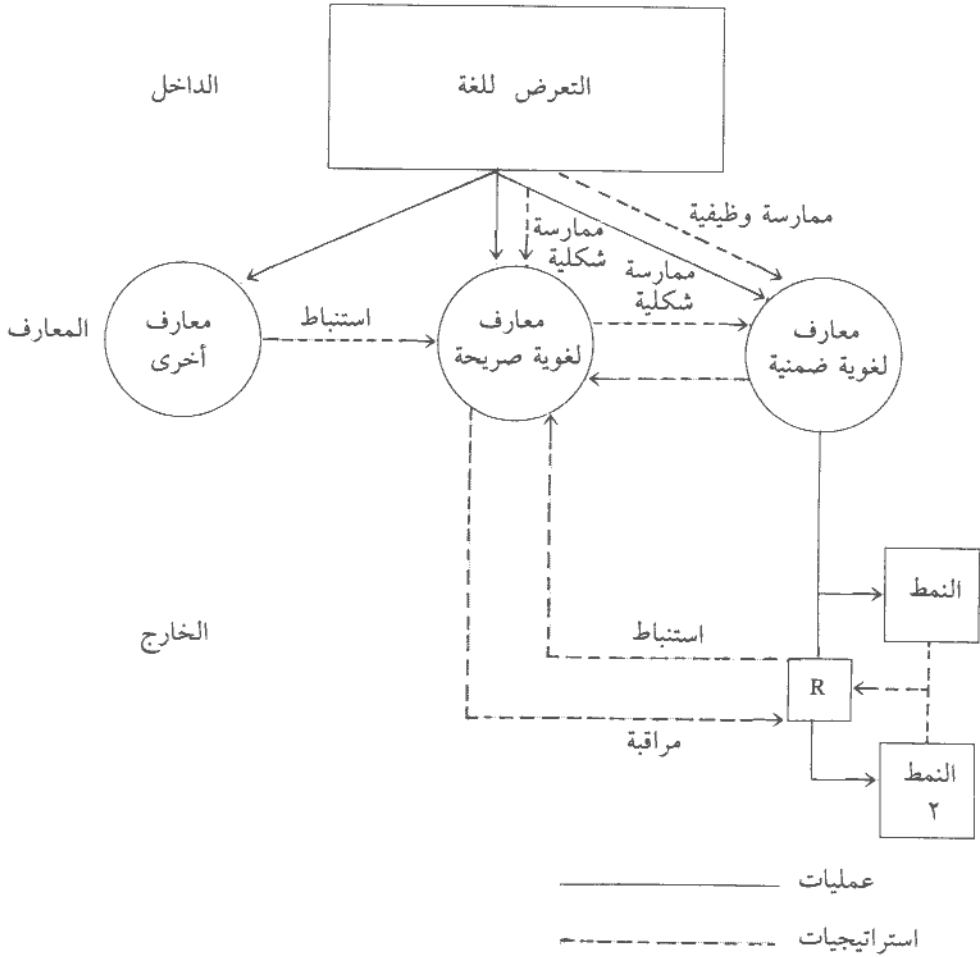 التعرض للغة
الداخل
ممارسة وظيفية
ممارسة
شكلية
ممارسة
شكلية
المعارف
معارف
أخرى
استنباط
معارف
لغوية صريحة
معارف
لغوية ضمنية
النمط
الخارج
استنباط
R
مراقبة
النمط
٢
عمليات
استراتيجيات